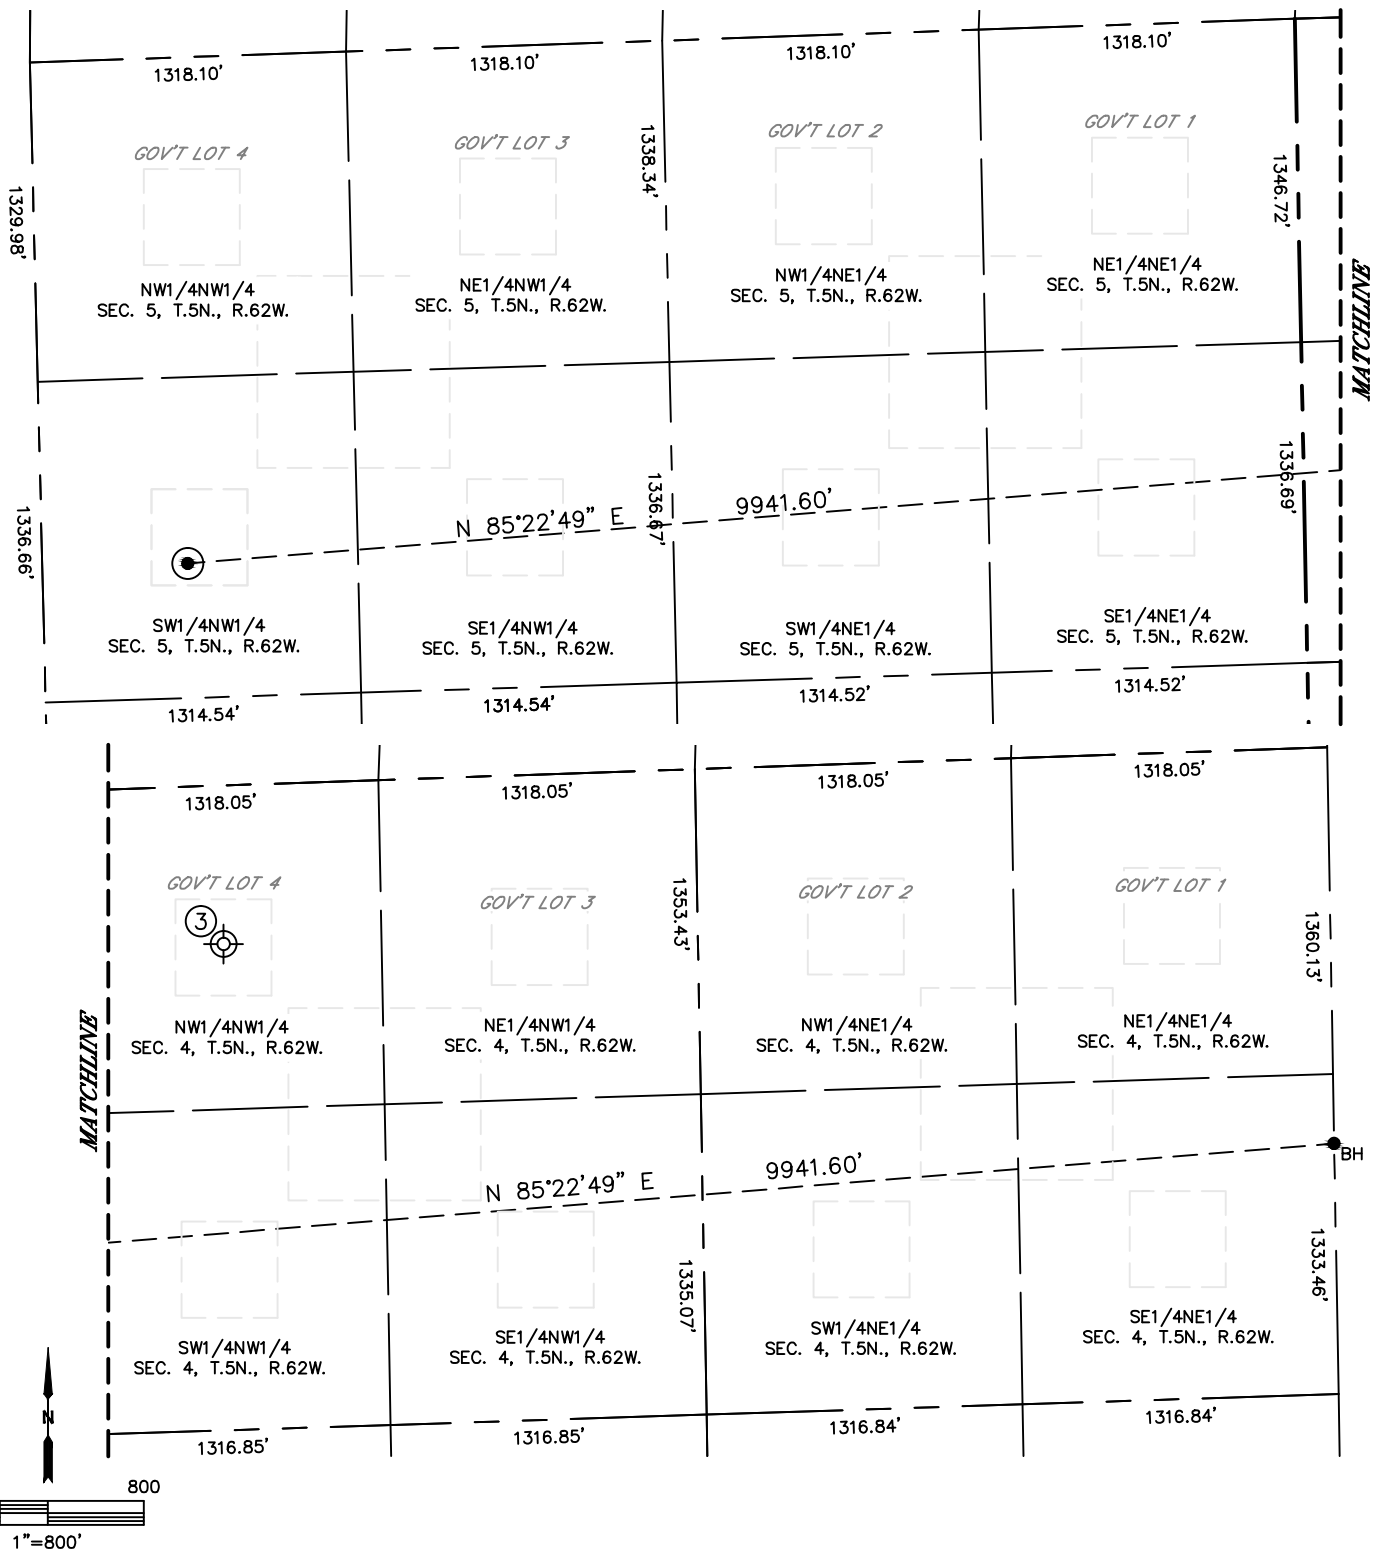 1318.10'
1318.10'
1318.10'
1318.10'
GOV'T LOT 4
GOV'T LOT 3
GOV'T LOT 2
GOV'T LOT 1
1329.98'
1338.34'
1346.72'
NW1/4NW1/4
SEC. 5, T.5N., R.62W.
NE1/4NW1/4
SEC. 5, T.5N., R.62W.
NW1/4NE1/4
SEC. 5, T.5N., R.62W.
NE1/4NE1/4
SEC. 5, T.5N., R.62W.
MATCHLINE
1336.66'
1336.67'
1336.69'
N 85°22'49" E
9941.60'
SW1/4NW1/4
SEC. 5, T.5N., R.62W.
SE1/4NW1/4
SEC. 5, T.5N., R.62W.
SW1/4NE1/4
SEC. 5, T.5N., R.62W.
SE1/4NE1/4
SEC. 5, T.5N., R.62W.
1314.54'
1314.54'
1314.52'
1314.52'
1318.05'
1318.05'
1318.05'
1318.05'
GOV'T LOT 4
GOV'T LOT 3
GOV'T LOT 2
GOV'T LOT 1
3
1353.43'
1360.13'
NW1/4NW1/4
SEC. 4, T.5N., R.62W.
NE1/4NW1/4
SEC. 4, T.5N., R.62W.
NW1/4NE1/4
SEC. 4, T.5N., R.62W.
NE1/4NE1/4
SEC. 4, T.5N., R.62W.
MATCHLINE
BH
N 85°22'49" E
9941.60'
1335.07'
1333.46'
SW1/4NW1/4
SEC. 4, T.5N., R.62W.
SE1/4NW1/4
SEC. 4, T.5N., R.62W.
SW1/4NE1/4
SEC. 4, T.5N., R.62W.
SE1/4NE1/4
SEC. 4, T.5N., R.62W.
N
1316.85'
1316.85'
1316.84'
1316.84'
800
1"=800'